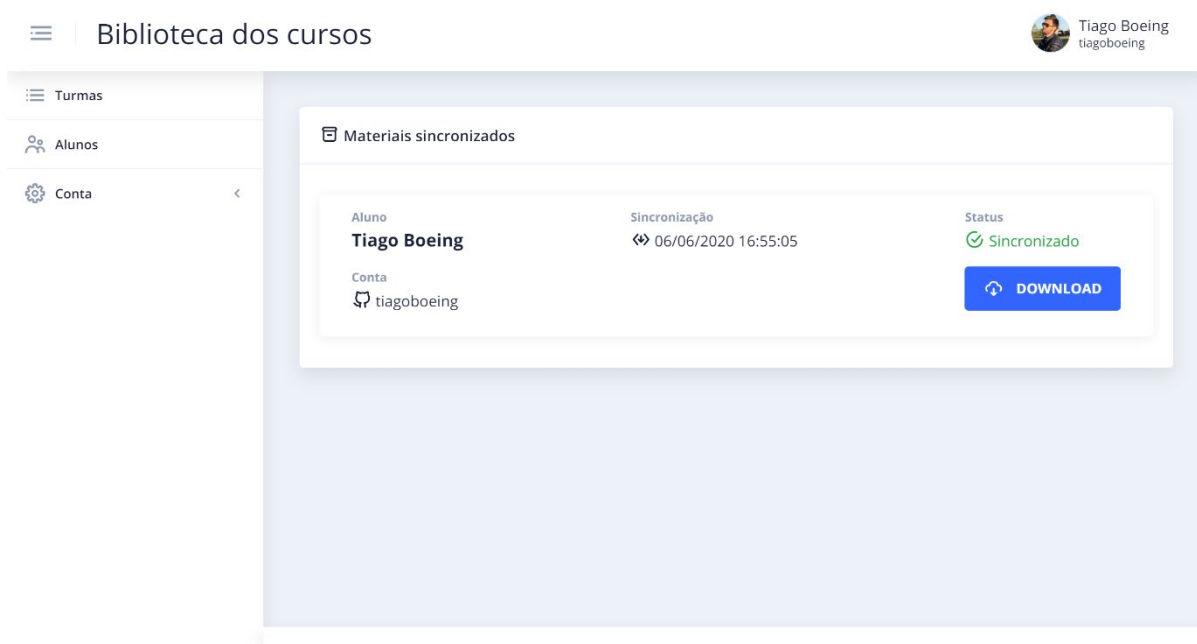 Biblioteca dos cursos
Tiago Boeing
tiagoboeing
Turmas
Alunos
Conta
Materiais sincronizados
Aluno
Tiago Boeing
Conta
tiagoboeing
Sincronização
06/06/2020 16:55:05
Status
Sincronizado
DOWNLOAD